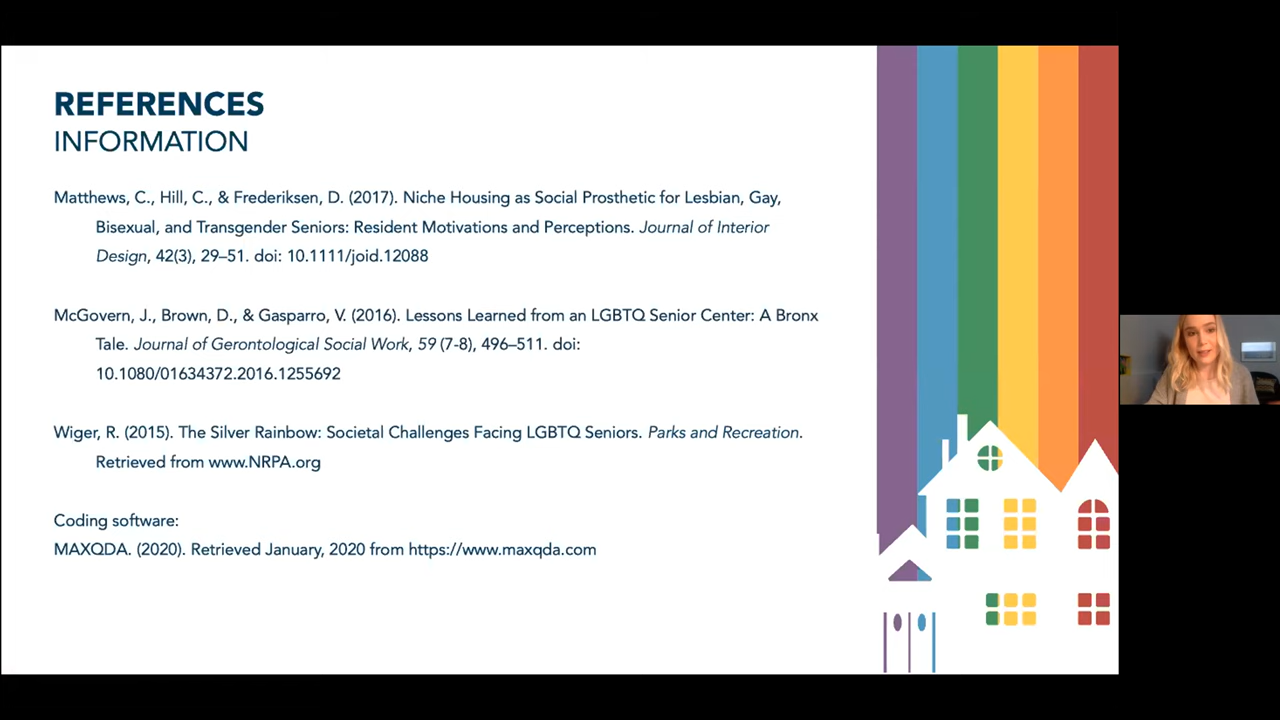 REFERENCES
INFORMATION
Matthews, C., Hill, C., & Frederiksen, D. (2017). Niche Housing as Social Prosthetic for Lesbian, Gay,
Bisexual, and Transgender Seniors: Resident Motivations and Perceptions. Journal of Interior
Design, 42(3), 29–51. doi: 10.1111/joid.12088
McGovern, J., Brown, D., & Gasparro, V. (2016). Lessons Learned from an LGBTQ Senior Center: A Bronx
Tale. Journal of Gerontological Social Work, 59 (7-8), 496–511. doi:
10.1080/01634372.2016.1255692
Wiger, R. (2015). The Silver Rainbow: Societal Challenges Facing LGBTQ Seniors. Parks and Recreation.
Retrieved from www.NRPA.org
Coding software:
MAXQDA. (2020). Retrieved January, 2020 from https://www.maxqda.com